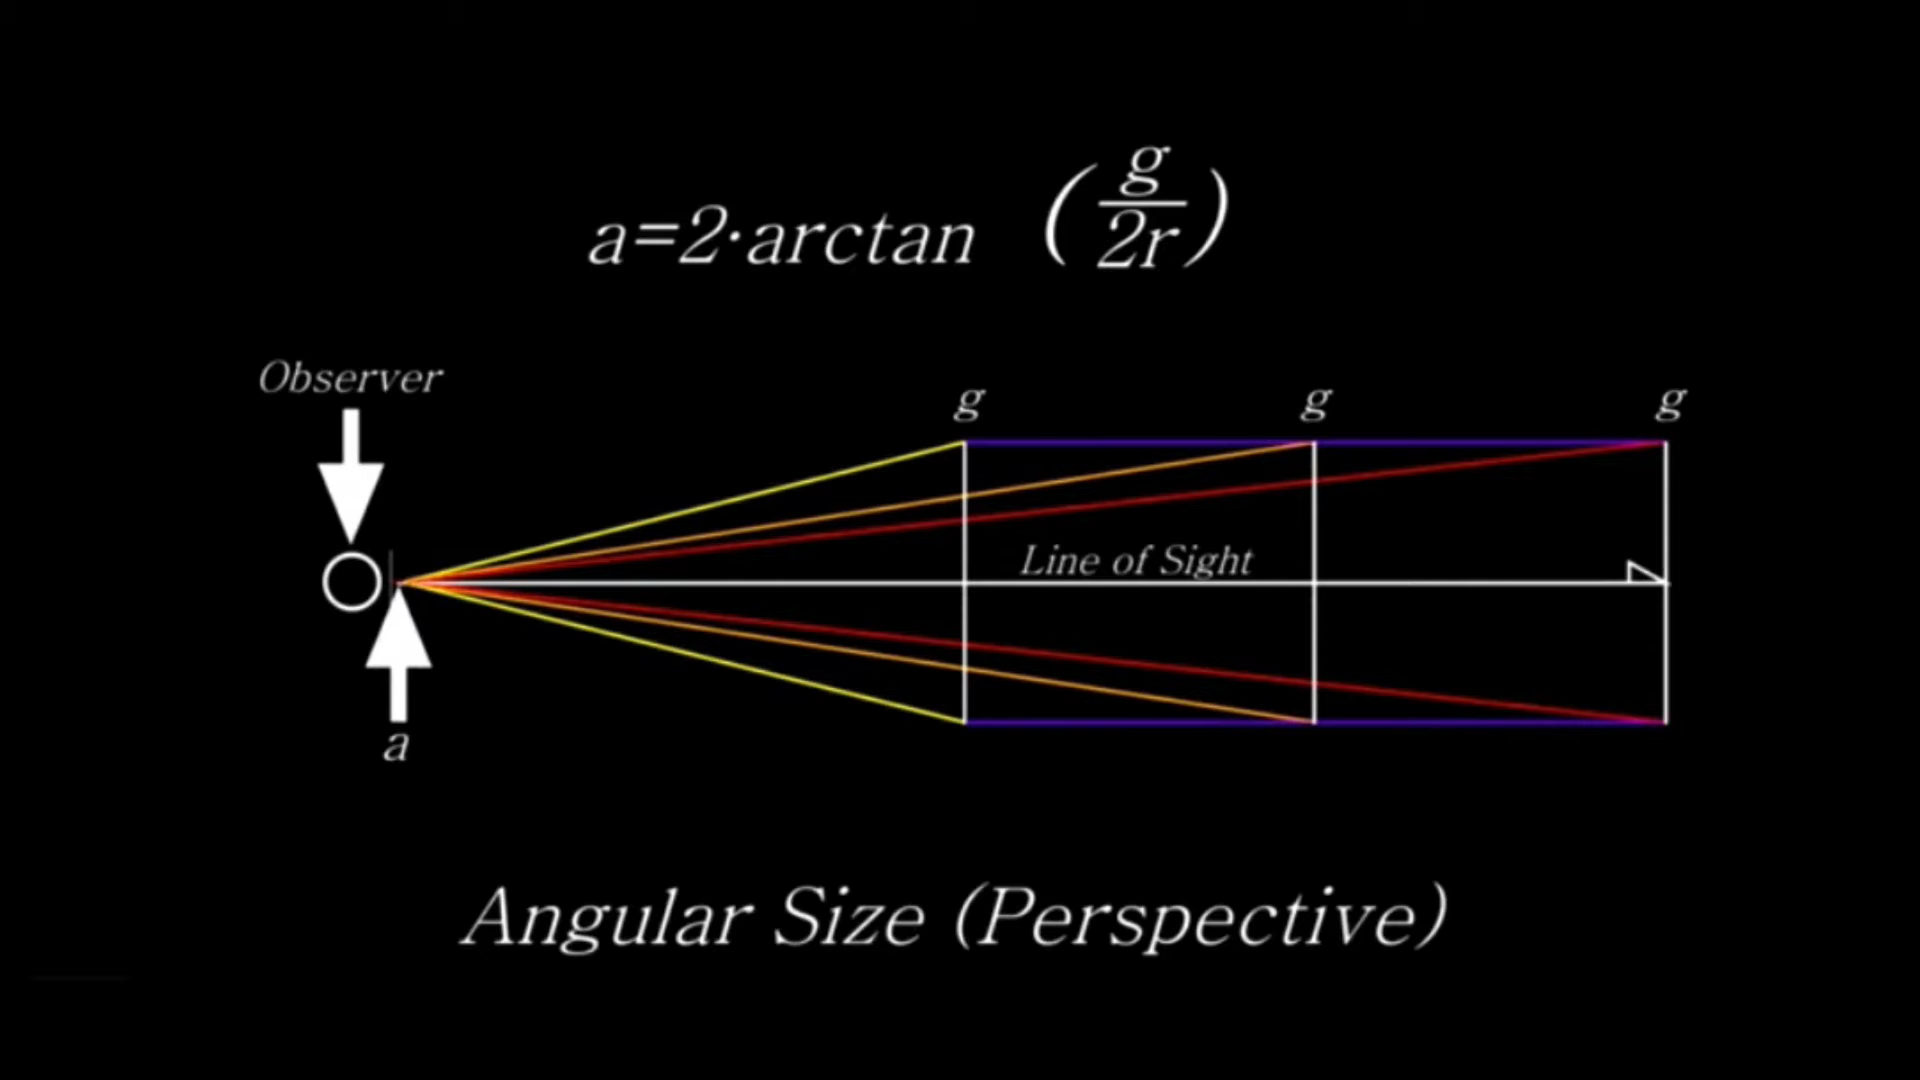 a=2·arctan (g/2r)
Observer
g g g
Line of Sight
a
Angular Size (Perspective)